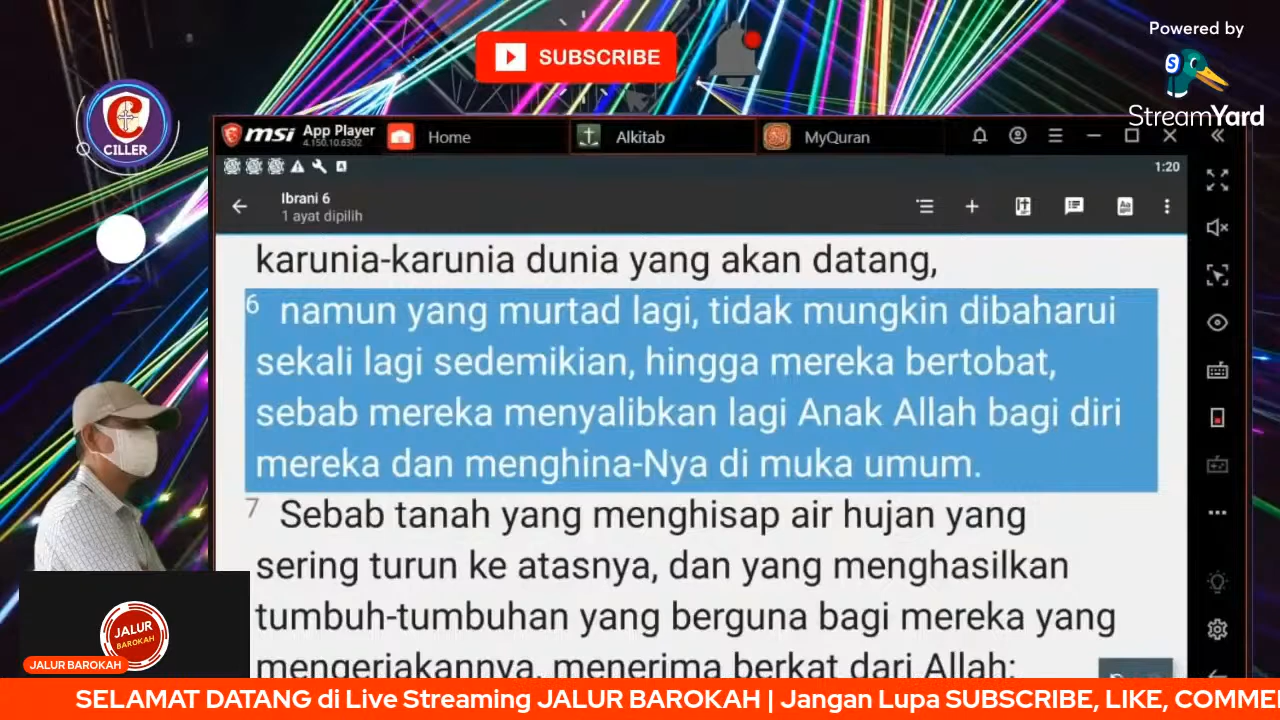 Powered by
StreamYard
SUBSCRIBE
C
CILLER
msi App Player
4.150.10.6302
Home
Alkitab
MyQuran
1:20
Ibrani 6
1 ayat dipilih
karunia-karunia dunia yang akan datang,
6 namun yang murtad lagi, tidak mungkin dibaharui
sekali lagi sedemikian, hingga mereka bertobat,
sebab mereka menyalibkan lagi Anak Allah bagi diri
mereka dan menghina-Nya di muka umum.
7 Sebab tanah yang menghisap air hujan yang
sering turun ke atasnya, dan yang menghasilkan
tumbuh-tumbuhan yang berguna bagi mereka yang
mengerjakannya, menerima berkat dari Allah;
JALUR
BAROKAH
JALUR BAROKAH
SELAMAT DATANG di Live Streaming JALUR BAROKAH | Jangan Lupa SUBSCRIBE, LIKE, COMME